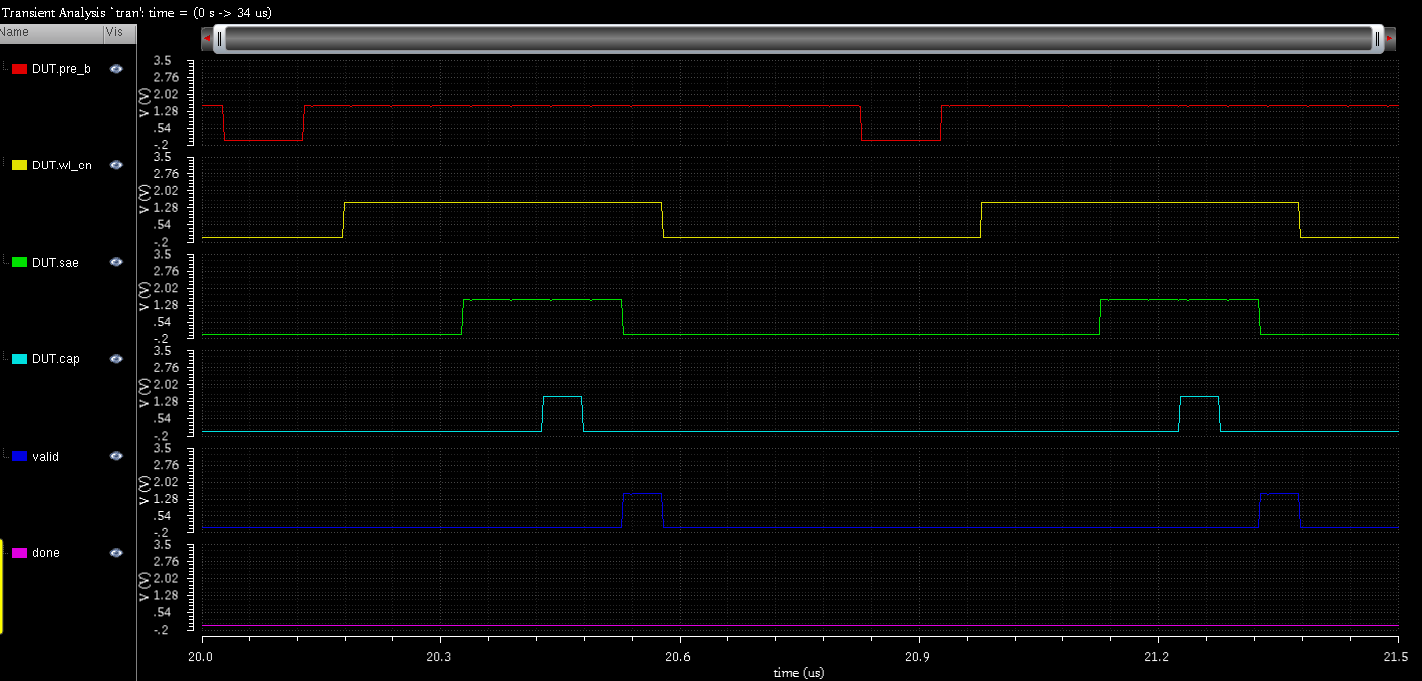 Transient Analysis `tran': time = (0 s -> 34 us)
Name Vis
DUT.pre_b
V (V)
3.5
2.76
2.02
1.28
.54
-.2
DUT.wl_en
V (V)
3.5
2.76
2.02
1.28
.54
-.2
DUT.sae
V (V)
3.5
2.76
2.02
1.28
.54
-.2
DUT.cap
V (V)
3.5
2.76
2.02
1.28
.54
-.2
valid
V (V)
3.5
2.76
2.02
1.28
.54
-.2
done
V (V)
3.5
2.76
2.02
1.28
.54
-.2
20.0 20.3 20.6 20.9 21.2 21.5
time (us)